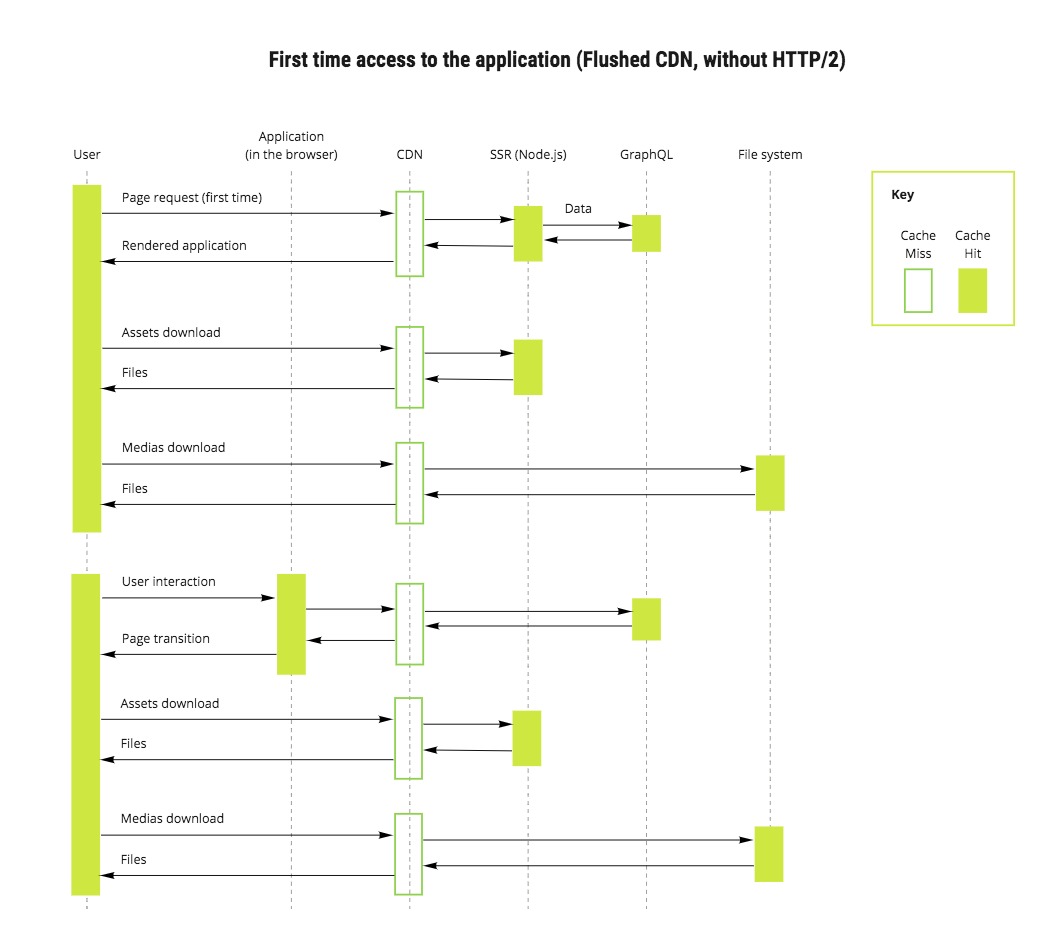 First time access to the application (Flushed CDN, without HTTP/2)
User
Application
(in the browser)
CDN
SSR (Node.js)
GraphQL
File system
Key
Cache
Miss
Cache
Hit
Page request (first time)
Data
Rendered application
Assets download
Files
Medias download
Files
User interaction
Page transition
Assets download
Files
Medias download
Files